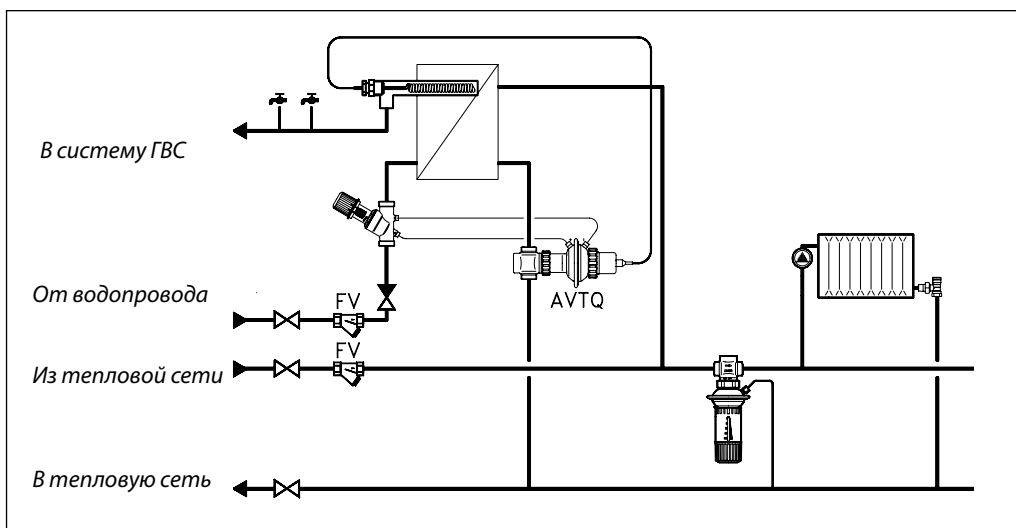 В систему ГВС
AVTQ
От водопровода
FV
FV
Из тепловой сети
В тепловую сеть